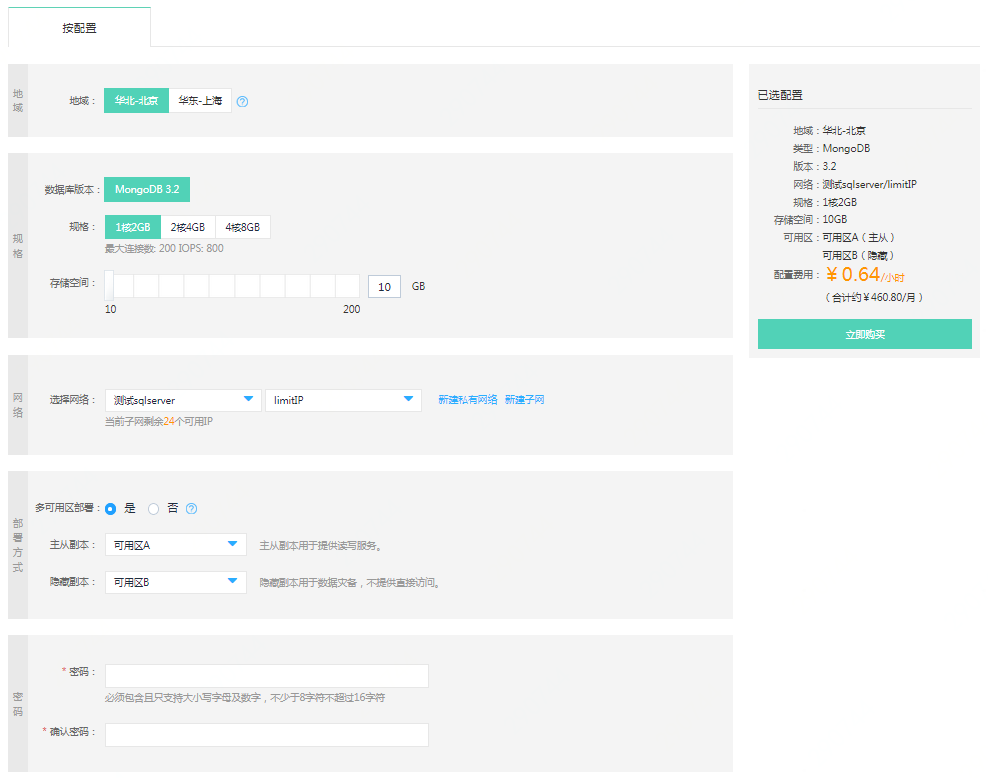 按配置
地域
地域： 华北-北京 华东-上海 ?
规格
数据库版本： MongoDB 3.2
规格： 1核2GB 2核4GB 4核8GB
最大连接数: 200 IOPS: 800
存储空间： 10 GB
10 200
网络
选择网络： 测试sqlserver limitIP 新建私有网络 新建子网
当前子网剩余24个可用IP
部署方式
多可用区部署： 是 否 ?
主从副本： 可用区A 主从副本用于提供读写服务。
隐藏副本： 可用区B 隐藏副本用于数据灾备，不提供直接访问。
密码
* 密码：
必须包含且只支持大小写字母及数字，不少于8字符不超过16字符
* 确认密码：
已选配置
地域：华北-北京
类型：MongoDB
版本：3.2
网络：测试sqlserver/limitIP
规格：1核2GB
存储空间：10GB
可用区：可用区A（主从）
可用区B（隐藏）
配置费用：￥0.64/小时
（合计约￥460.80/月）
立即购买